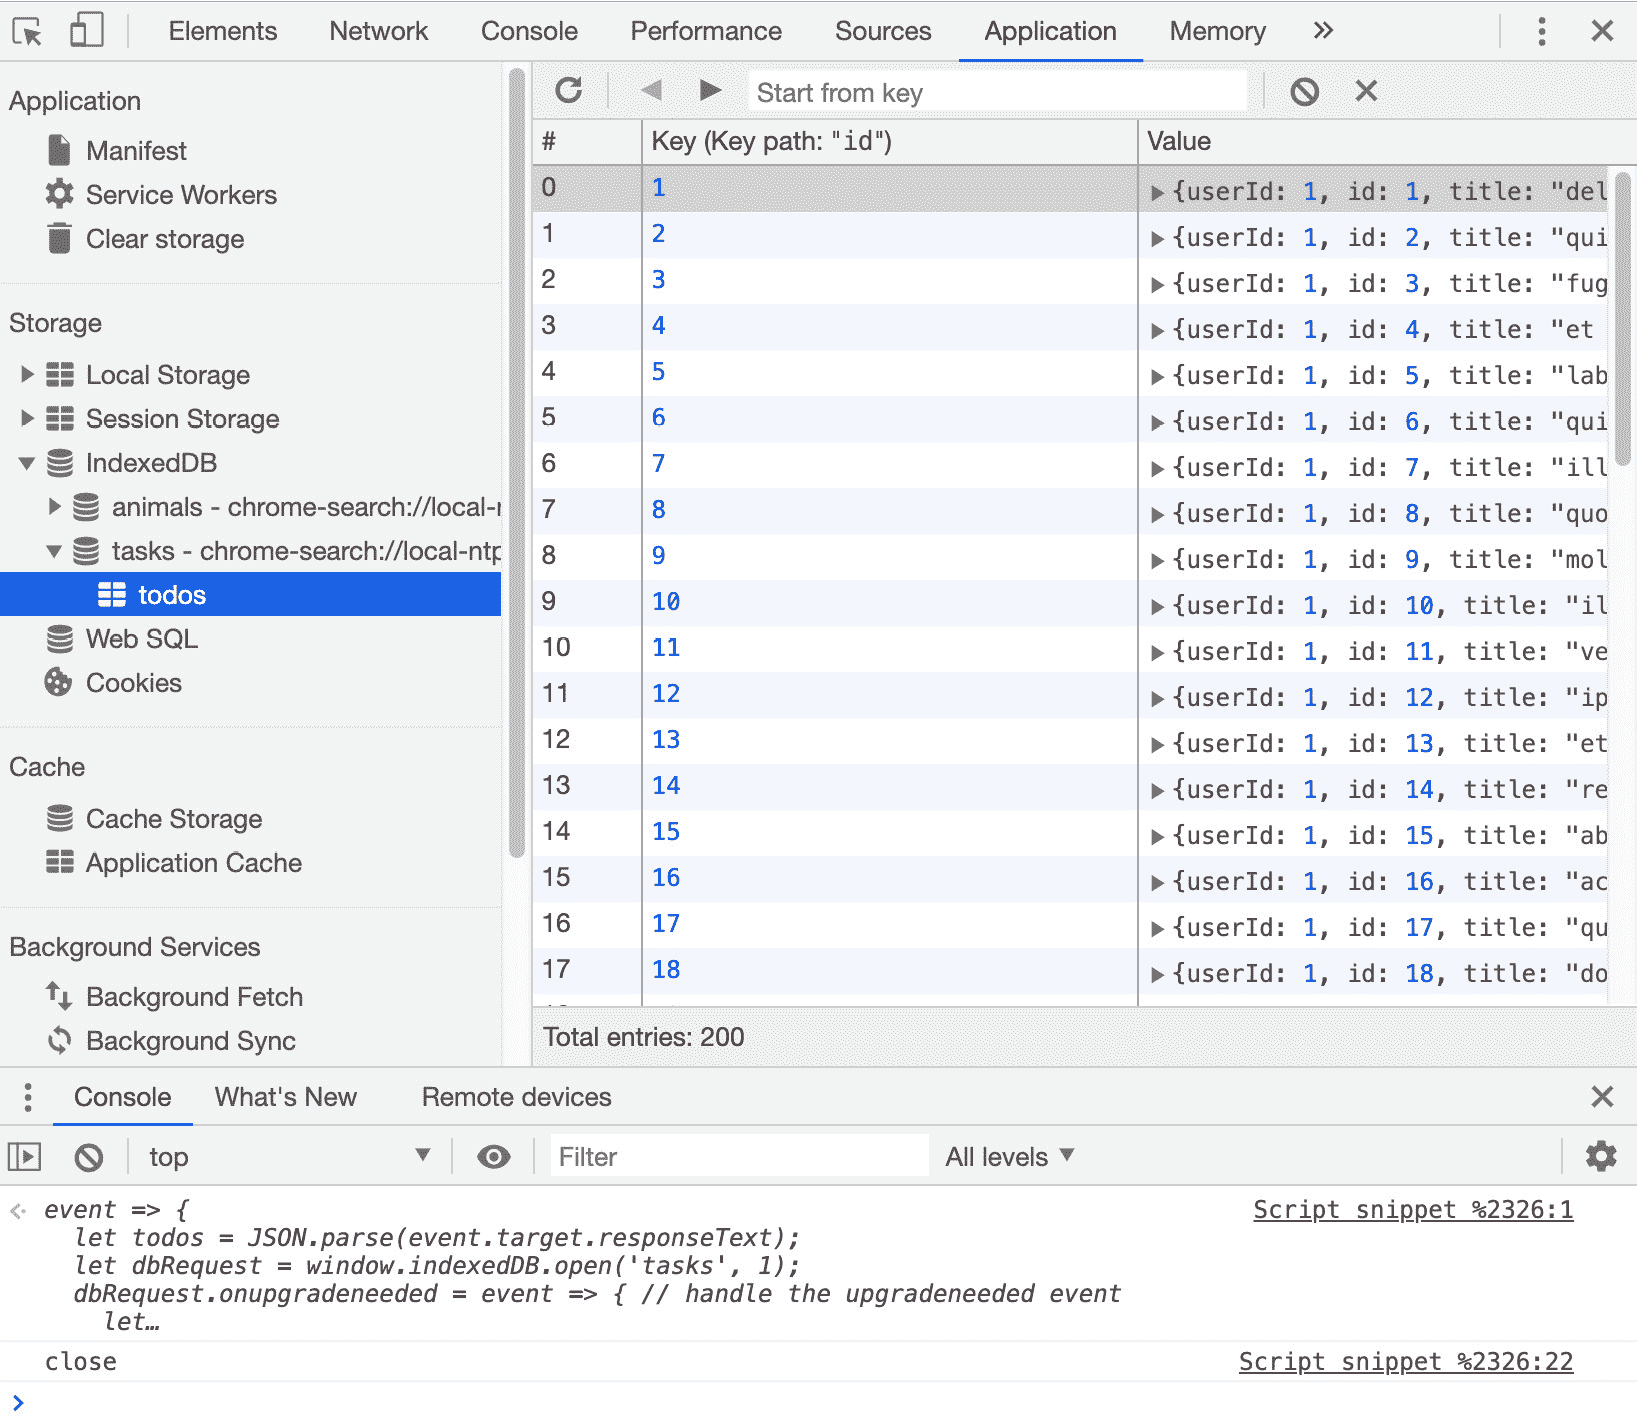 Elements Network Console Performance Sources Application Memory »
Application
Manifest
Service Workers
Clear storage
Storage
Local Storage
Session Storage
IndexedDB
animals - chrome-search://local-
tasks - chrome-search://local-ntp
todos
Web SQL
Cookies
Cache
Cache Storage
Application Cache
Background Services
Background Fetch
Background Sync
Start from key
# Key (Key path: "id") Value
0 1 {userId: 1, id: 1, title: "del
1 2 {userId: 1, id: 2, title: "qui
2 3 {userId: 1, id: 3, title: "fug
3 4 {userId: 1, id: 4, title: "et
4 5 {userId: 1, id: 5, title: "lab
5 6 {userId: 1, id: 6, title: "qui
6 7 {userId: 1, id: 7, title: "ill
7 8 {userId: 1, id: 8, title: "quo
8 9 {userId: 1, id: 9, title: "mol
9 10 {userId: 1, id: 10, title: "il
10 11 {userId: 1, id: 11, title: "ve
11 12 {userId: 1, id: 12, title: "ip
12 13 {userId: 1, id: 13, title: "et
13 14 {userId: 1, id: 14, title: "re
14 15 {userId: 1, id: 15, title: "ab
15 16 {userId: 1, id: 16, title: "ac
16 17 {userId: 1, id: 17, title: "qu
17 18 {userId: 1, id: 18, title: "do
Total entries: 200
Console What's New Remote devices
top Filter All levels
event => { Script snippet %2326:1
let todos = JSON.parse(event.target.responseText);
let dbRequest = window.indexedDB.open('tasks', 1);
dbRequest.onupgradeneeded = event => { // handle the upgradeneeded event
let…
close Script snippet %2326:22